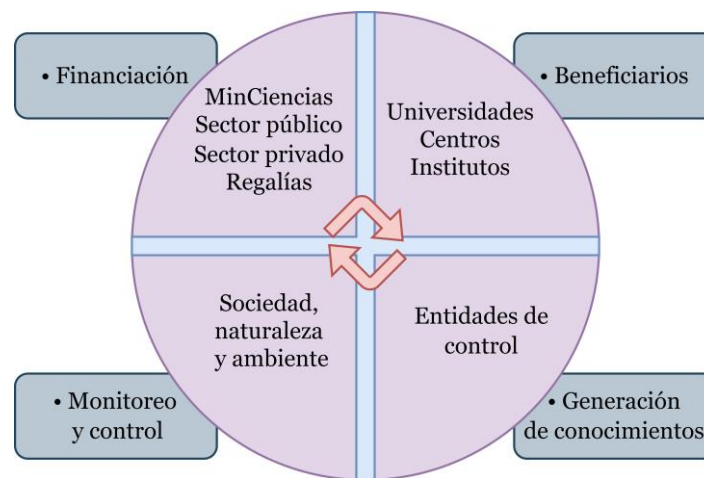 • Financiación
MinCiencias
Sector público
Sector privado
Regalías
Universidades
Centros
Institutos
• Beneficiarios
Sociedad,
naturaleza
y ambiente
Entidades de
control
• Monitoreo
y control
• Generación
de conocimientos